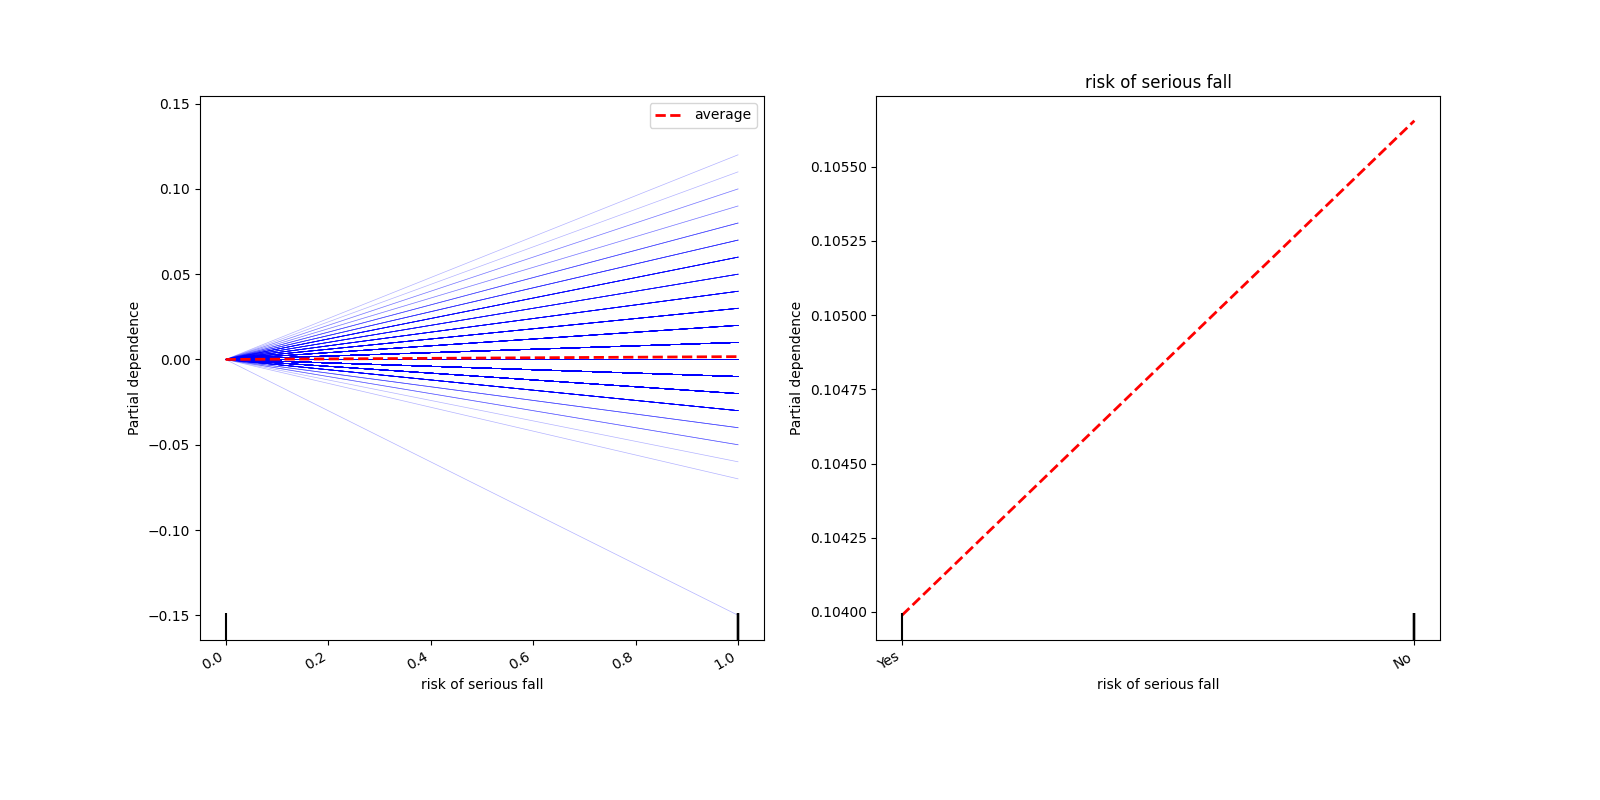 0.15
0.10
0.05
0.00
−0.05
−0.10
−0.15
Partial dependence
average
0.0
0.2
0.4
0.6
0.8
1.0
risk of serious fall
risk of serious fall
0.10550
0.10525
0.10500
0.10475
0.10450
0.10425
0.10400
Partial dependence
Yes
No
risk of serious fall